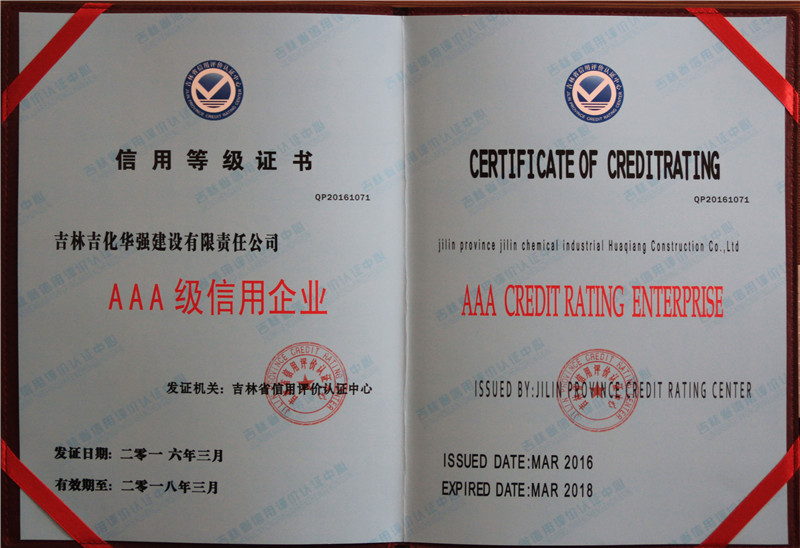 信用等级证书
QP20161071
吉林吉化华强建设有限责任公司
AAA级信用企业
发证机关：吉林省信用评价认证中心
发证日期：二零一六年三月
有效期至：二零一八年三月
CERTIFICATE OF CREDITRATING
QP20161071
jilin province jilin chemical industrial Huaqiang Construction Co.,Ltd
AAA CREDIT RATING ENTERPRISE
ISSUED BY:JILIN PROVINCE CREDIT RATING CENTER
ISSUED DATE:MAR 2016
EXPIRED DATE:MAR 2018